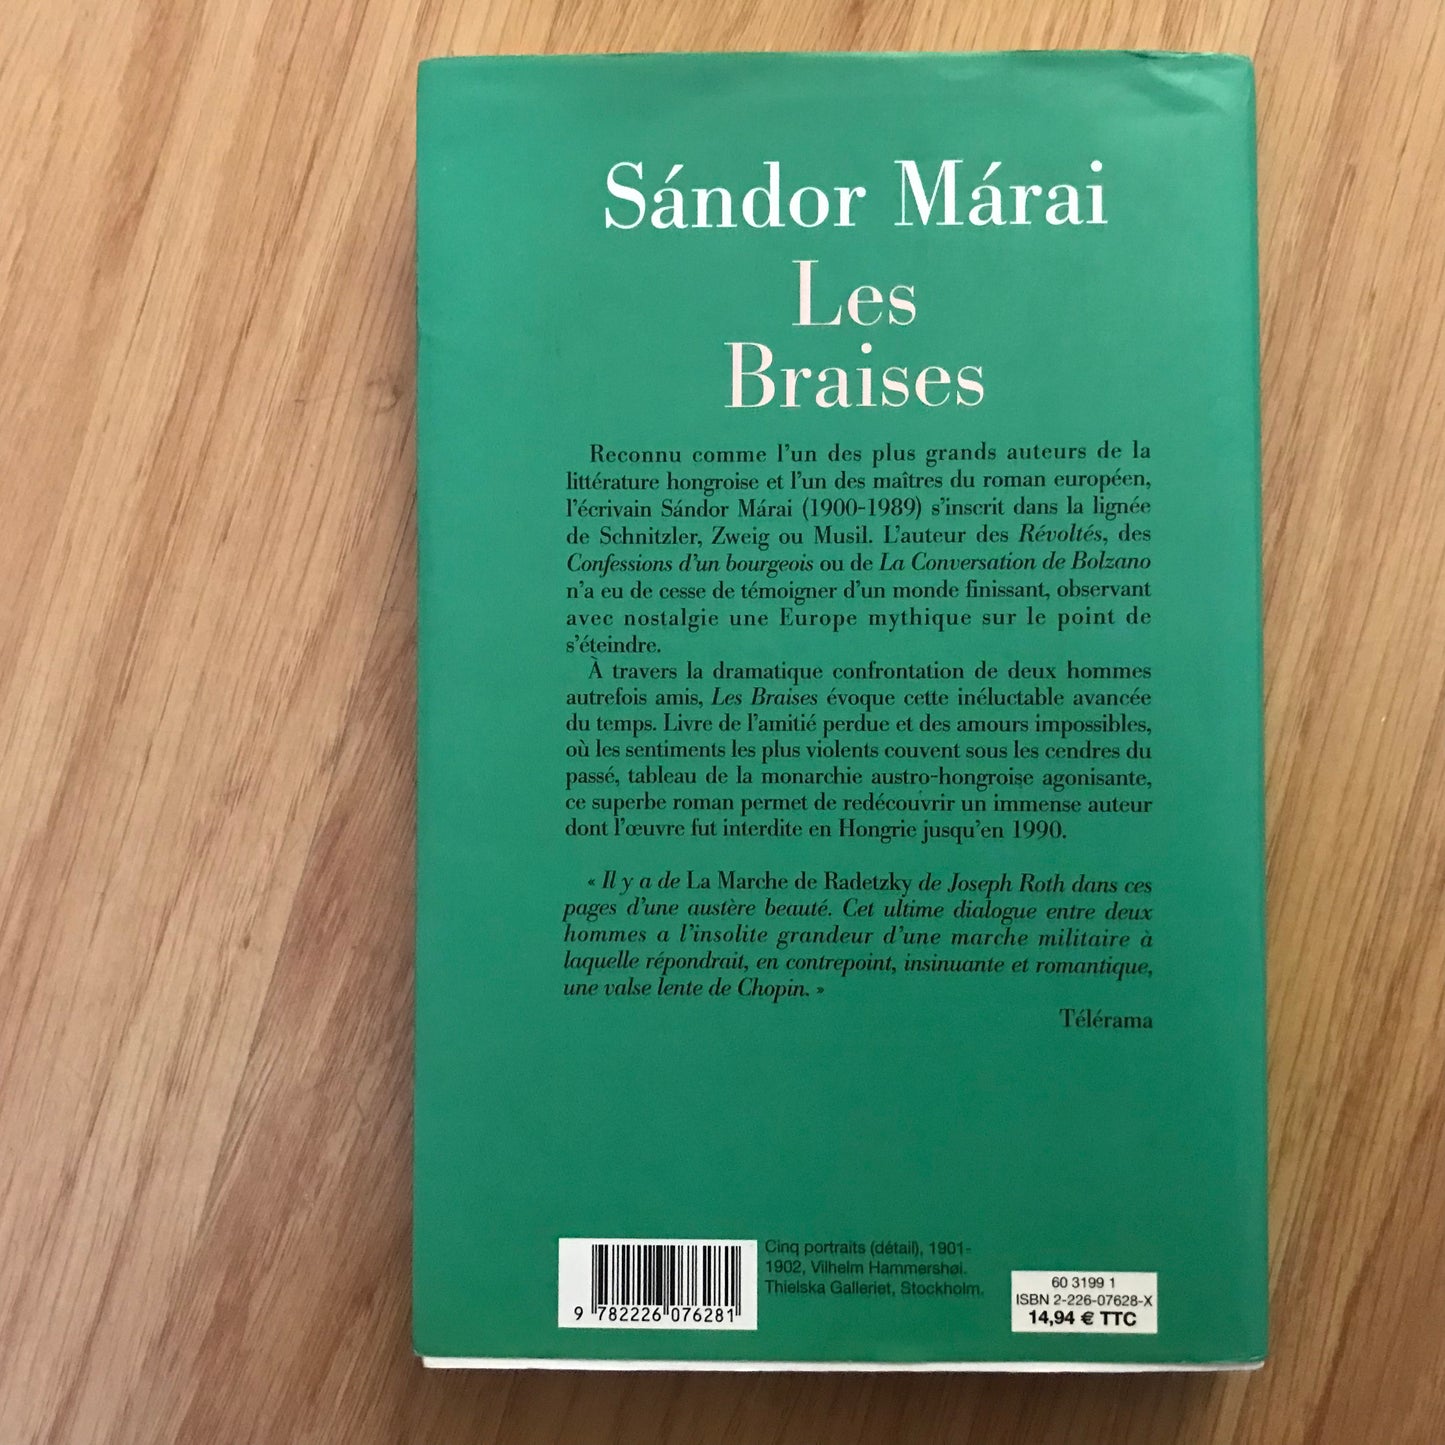 Sándor Márai
Les
Braises
Reconnu comme l'un des plus grands auteurs de la
littérature hongroise et l'un des maîtres du roman européen,
l'écrivain Sándor Márai (1900-1989) s'inscrit dans la lignée
de Schnitzler, Zweig ou Musil. L'auteur des Révoltés, des
Confessions d'un bourgeois ou de La Conversation de Bolzano
n'a eu de cesse de témoigner d'un monde finissant, observant
avec nostalgie une Europe mythique sur le point de
s'éteindre.
À travers la dramatique confrontation de deux hommes
autrefois amis, Les Braises évoque cette inéluctable avancée
du temps. Livre de l'amitié perdue et des amours impossibles,
où les sentiments les plus violents couvent sous les cendres du
passé, tableau de la monarchie austro-hongroise agonisante,
ce superbe roman permet de redécouvrir un immense auteur
dont l'œuvre fut interdite en Hongrie jusqu'en 1990.
« Il y a de La Marche de Radetzky de Joseph Roth dans ces
pages d'une austère beauté. Cet ultime dialogue entre deux
hommes a l'insolite grandeur d'une marche militaire à
laquelle répondrait, en contrepoint, insinuante et romantique,
une valse lente de Chopin. »
Télérama
Cinq portraits (détail), 1901-
1902, Vilhelm Hammershøi.
Thielska Galleriet, Stockholm.
9 782226 076281
60 3199 1
ISBN 2-226-07628-X
14,94 € TTC